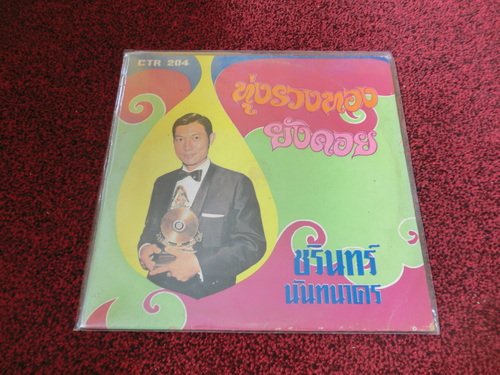 CTR 204
ทุ่งรวงทอง
ยังคอย
ชรินทร์
นันทนาคร